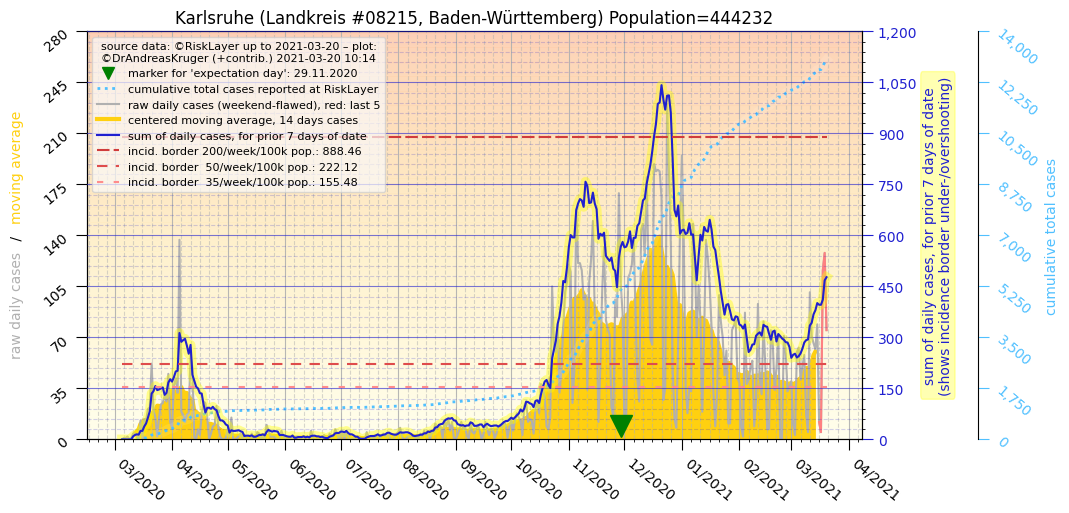 Karlsruhe (Landkreis #08215, Baden-Württemberg) Population=444232
source data: ©RiskLayer up to 2021-03-20 – plot:
©DrAndreasKruger (+contrib.) 2021-03-20 10:14
marker for 'expectation day': 29.11.2020
cumulative total cases reported at RiskLayer
raw daily cases (weekend-flawed), red: last 5
centered moving average, 14 days cases
sum of daily cases, for prior 7 days of date
incid. border 200/week/100k pop.: 888.46
incid. border  50/week/100k pop.: 222.12
incid. border  35/week/100k pop.: 155.48
raw daily cases / moving average
280
245
210
175
140
105
70
35
0
03/2020
04/2020
05/2020
06/2020
07/2020
08/2020
09/2020
10/2020
11/2020
12/2020
01/2021
02/2021
03/2021
04/2021
1,200
1,050
900
750
600
450
300
150
0
sum of daily cases, for prior 7 days of date
(shows incidence border under-/overshooting)
14,000
12,250
10,500
8,750
7,000
5,250
3,500
1,750
0
cumulative total cases